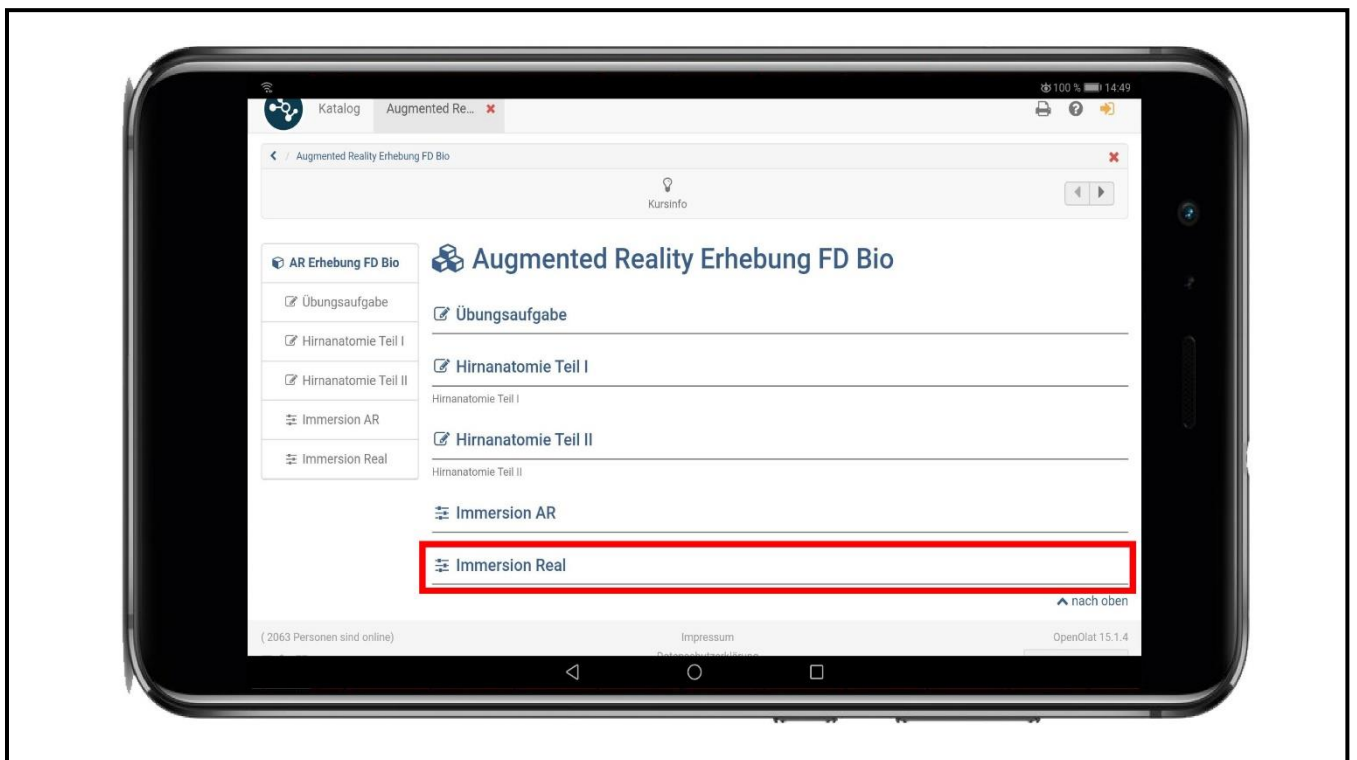 100 % 14:49
Katalog Augmented Re...
/ Augmented Reality Erhebung FD Bio
Kursinfo
AR Erhebung FD Bio
Übungsaufgabe
Hirnanatomie Teil I
Hirnanatomie Teil II
Immersion AR
Immersion Real
Augmented Reality Erhebung FD Bio
Übungsaufgabe
Hirnanatomie Teil I
Hirnanatomie Teil I
Hirnanatomie Teil II
Hirnanatomie Teil II
Immersion AR
Immersion Real
nach oben
( 2063 Personen sind online)
Impressum
OpenOlat 15.1.4
Datenschutzerklärung